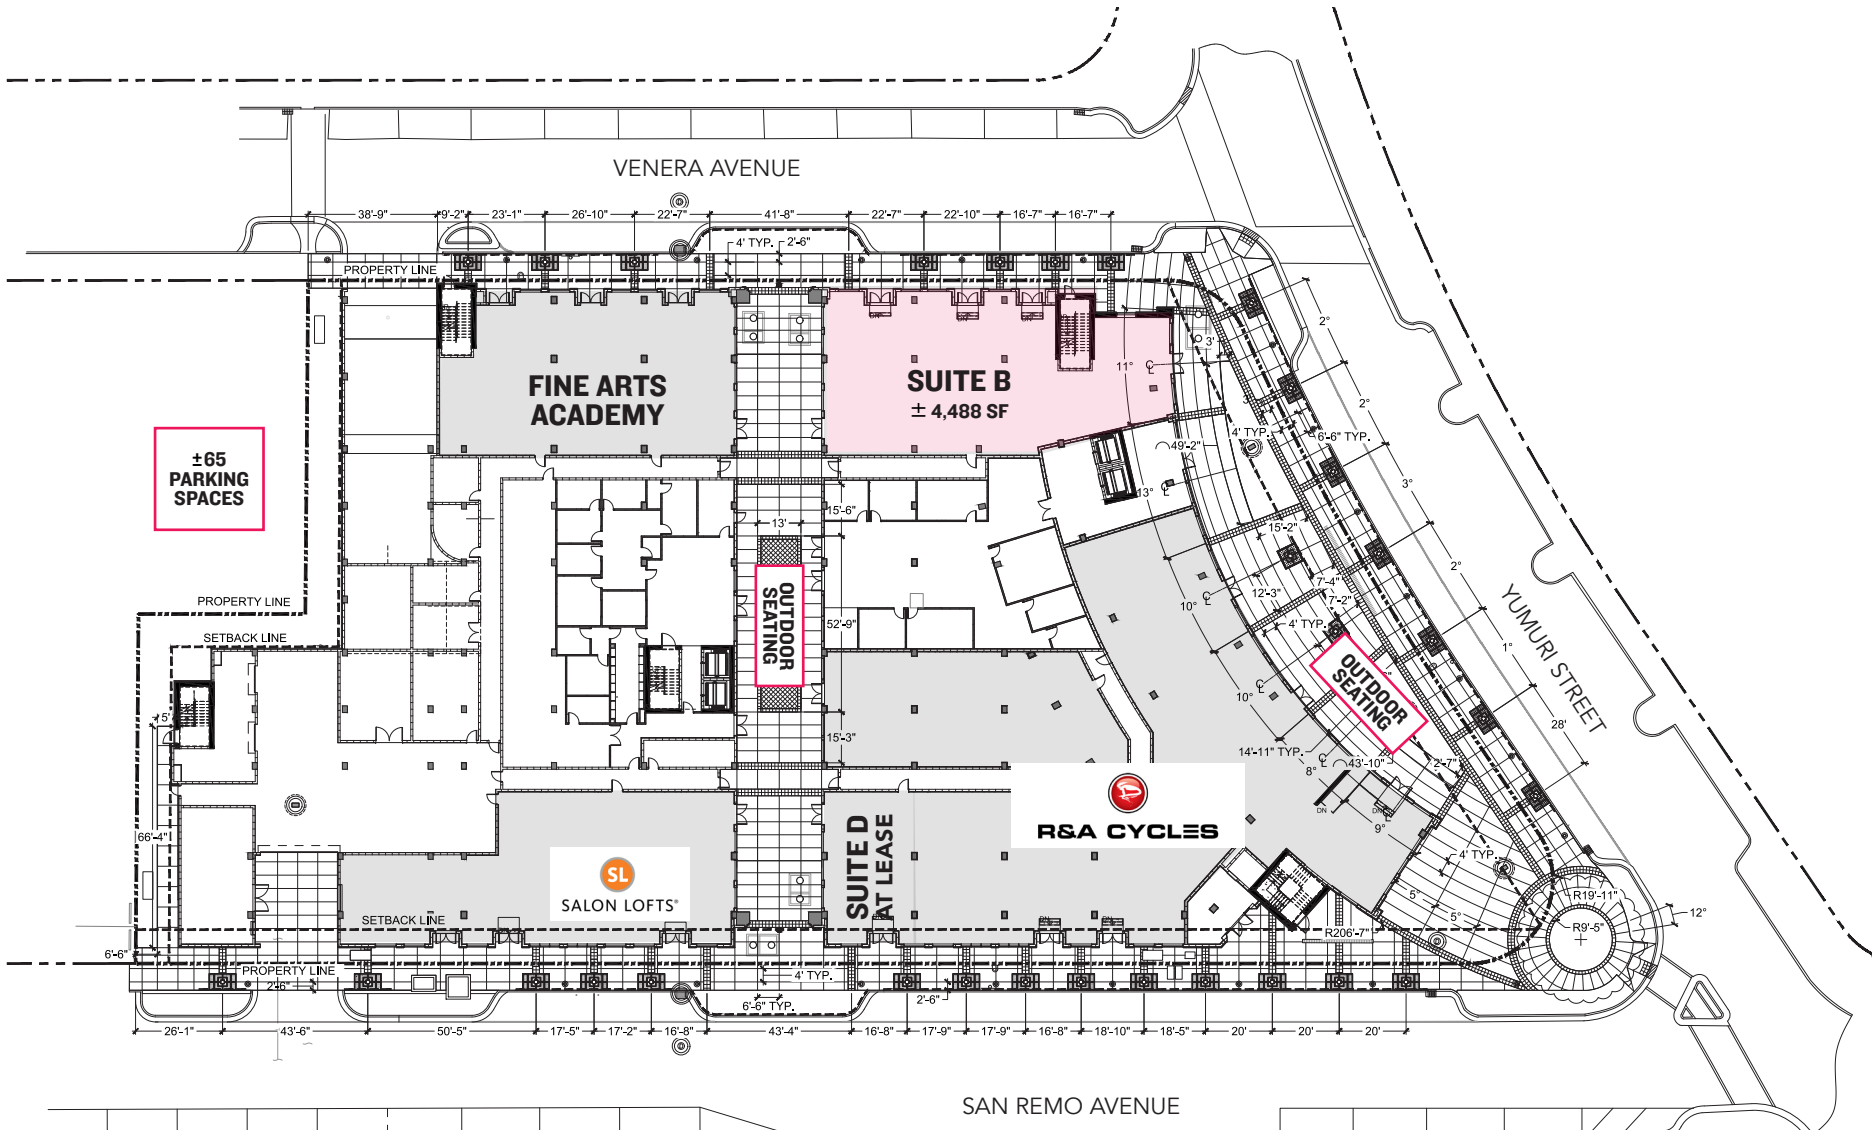 VENERA AVENUE
38'-9"
9'-2"
23'-1"
26'-10"
22'-7"
41'-8"
22'-7"
22'-10"
16'-7"
16'-7"
4' TYP.
2'-6"
PROPERTY LINE
2°
3'
11°
2°
FINE ARTS
ACADEMY
SUITE B
± 4,488 SF
4' TYP.
6'-6" TYP.
49'-2"
±65
PARKING
SPACES
13°
3°
15'-6"
13'
15'-2"
2°
7'-4"
7'-2"
12'-3"
10°
OUTDOOR
SEATING
PROPERTY LINE
52'-9"
4' TYP.
SETBACK LINE
1°
YUMURI STREET
OUTDOOR
SEATING
10°
5'
28'
15'-3"
14'-11" TYP.
43'-10"
2'-7"
8°
R&A CYCLES
DN
DN
9°
66'-4"
SUITE D
AT LEASE
4' TYP.
SL
SALON LOFTS®
5°
5°
R19'-11"
12°
R9'-5"
SETBACK LINE
R206'-7"
6'-6"
PROPERTY LINE
2'-6"
4' TYP.
6'-6" TYP.
2'-6"
26'-1"
43'-6"
50'-5"
17'-5"
17'-2"
16'-8"
43'-4"
16'-8"
17'-9"
17'-9"
16'-8"
18'-10"
18'-5"
20'
20'
20'
SAN REMO AVENUE